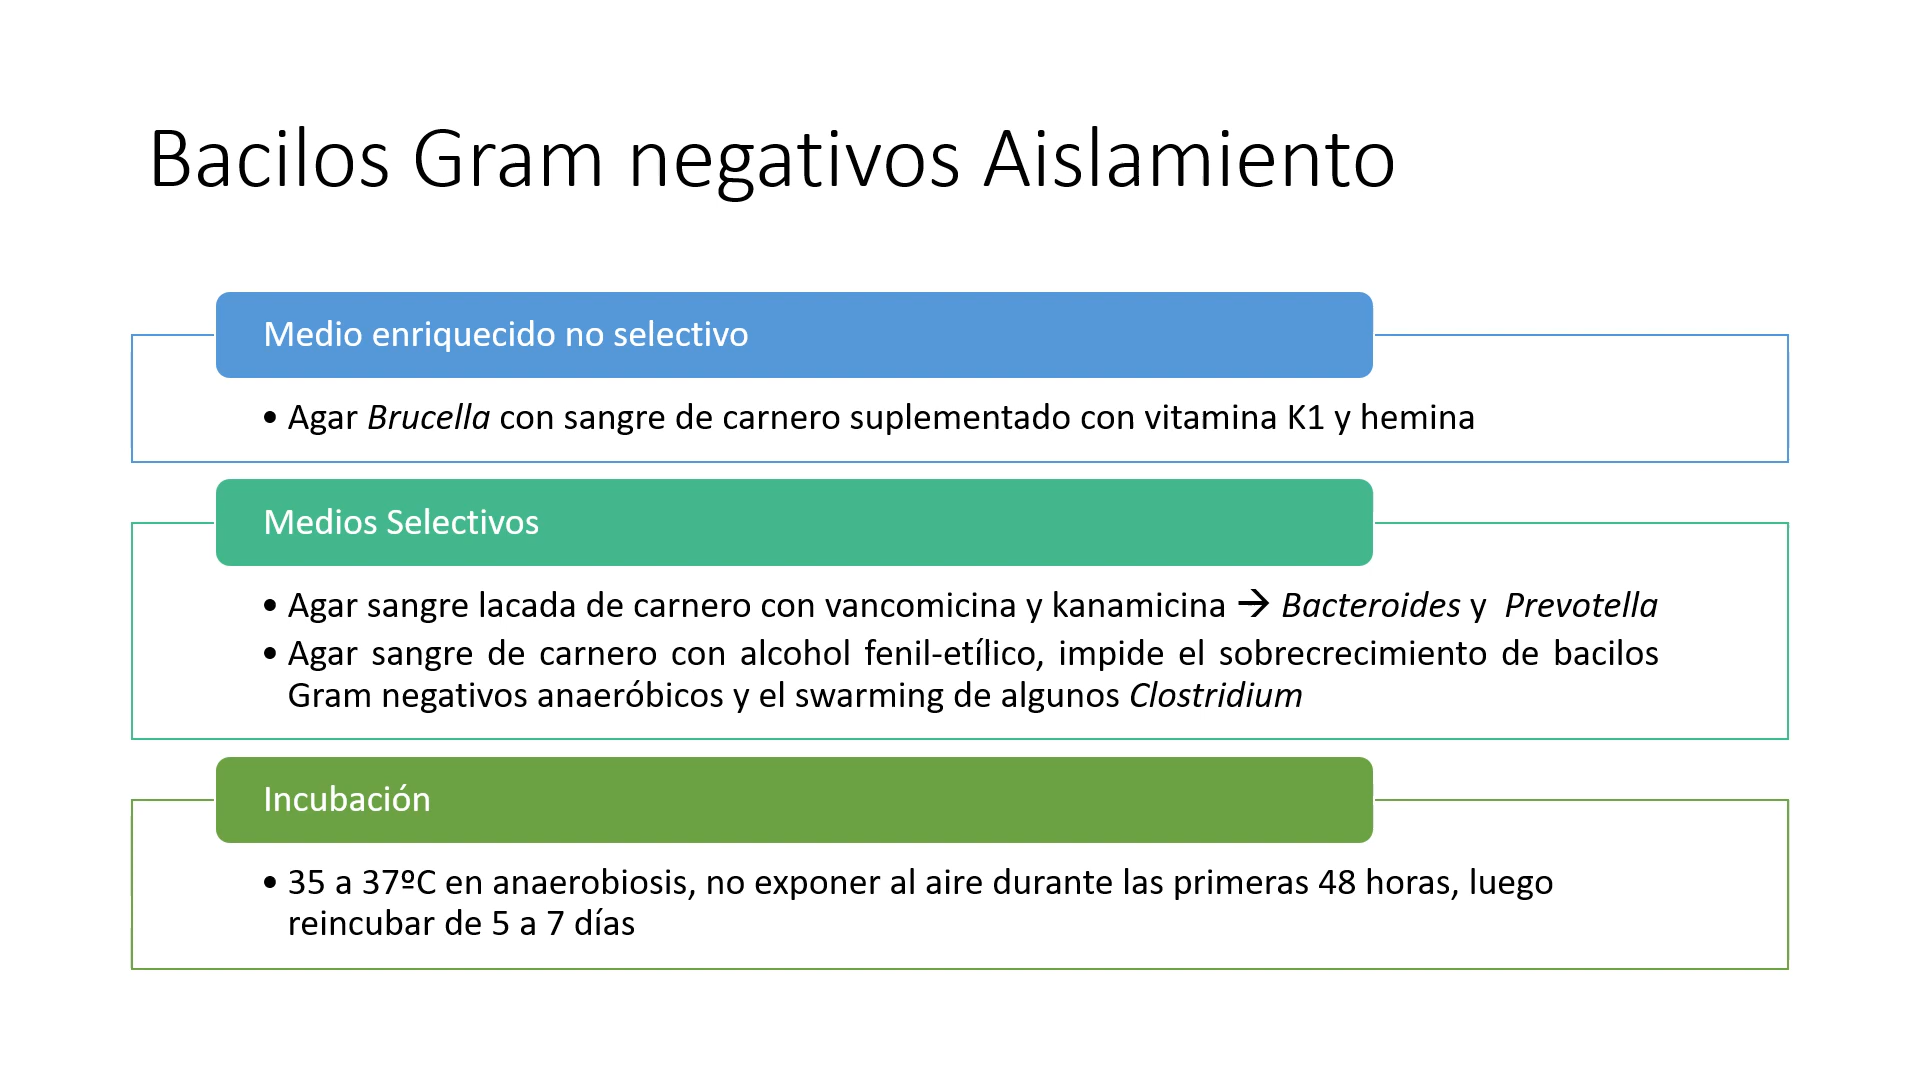 Bacilos Gram negativos Aislamiento
Medio enriquecido no selectivo
• Agar Brucella con sangre de carnero suplementado con vitamina K1 y hemina
Medios Selectivos
• Agar sangre lacada de carnero con vancomicina y kanamicina → Bacteroides y Prevotella
• Agar sangre de carnero con alcohol fenil-etílico, impide el sobrecrecimiento de bacilos
Gram negativos anaeróbicos y el swarming de algunos Clostridium
Incubación
• 35 a 37ºC en anaerobiosis, no exponer al aire durante las primeras 48 horas, luego
reincubar de 5 a 7 días